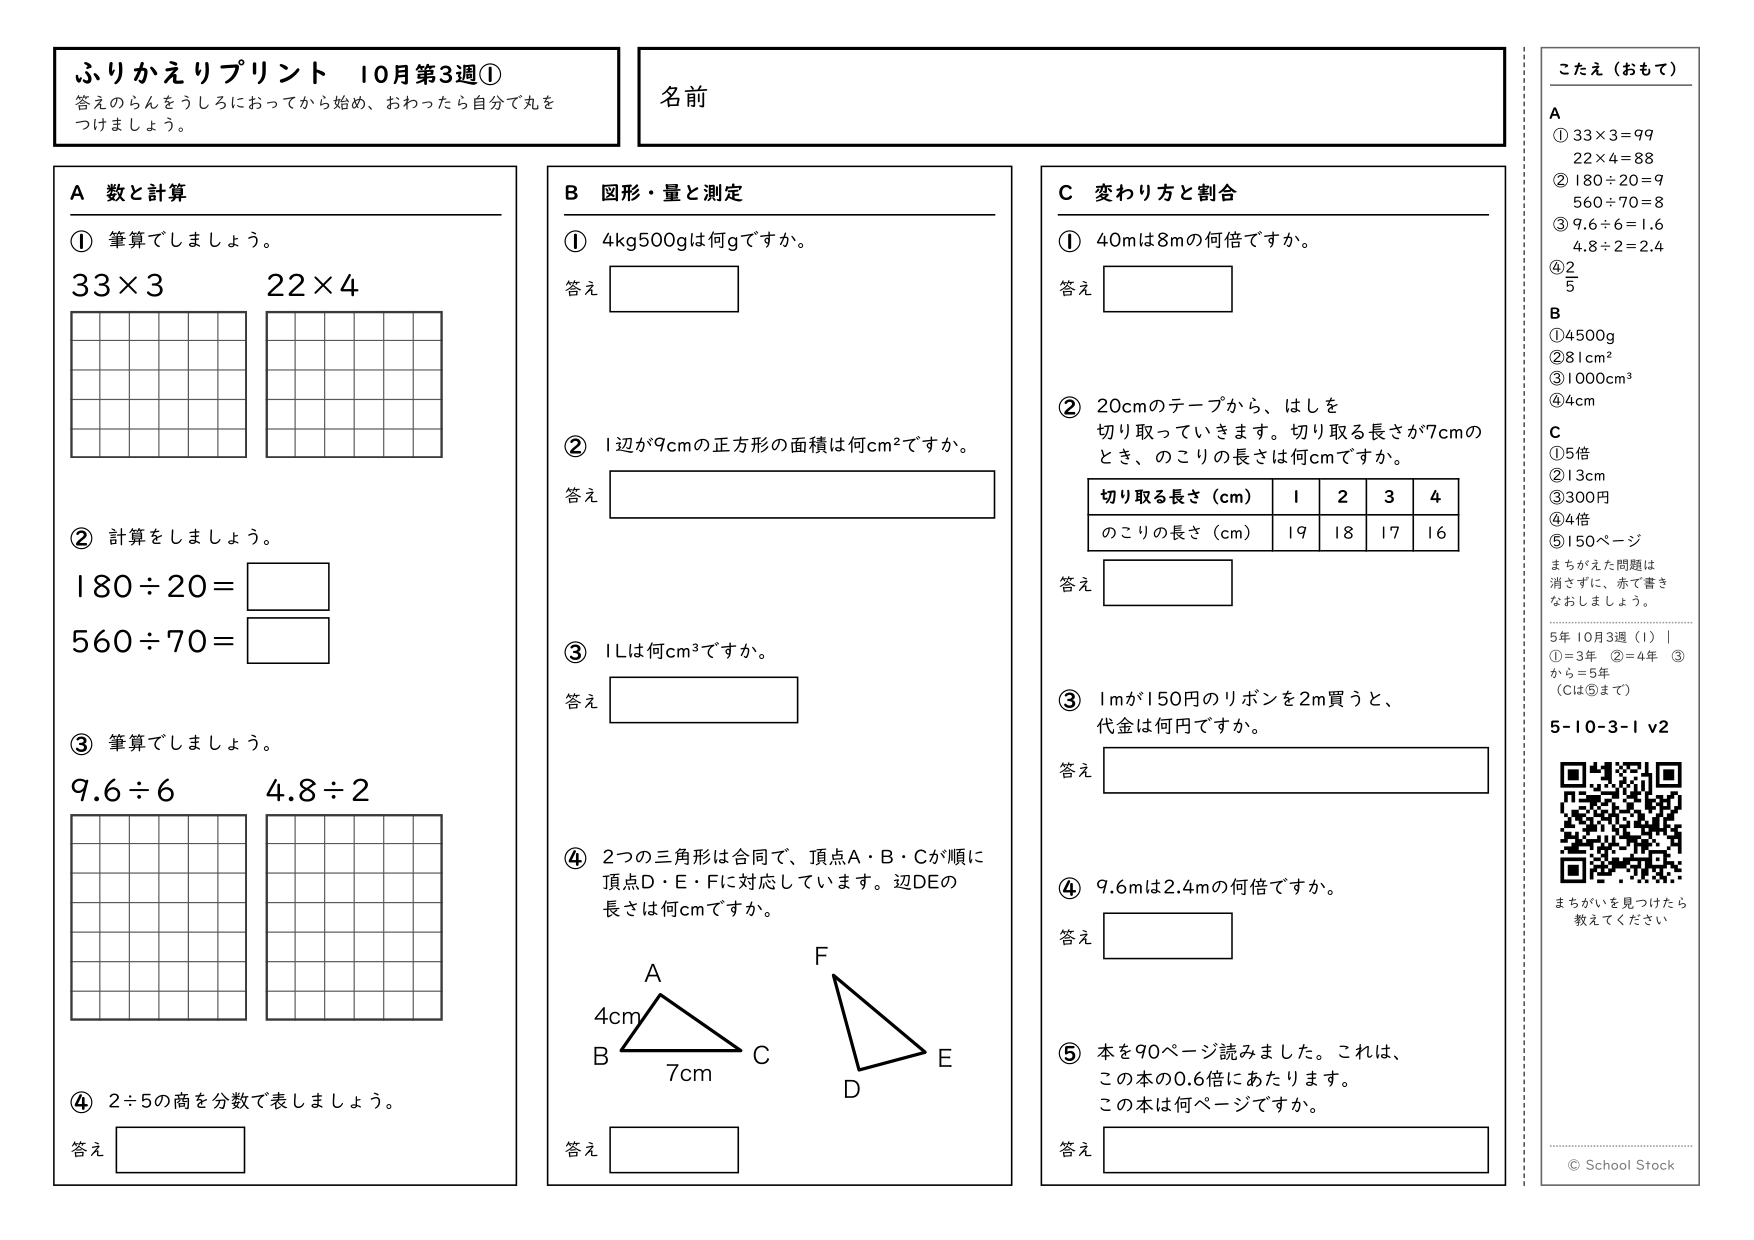 ふりかえりプリント　10月第3週①
答えのらんをうしろにおってから始め、おわったら自分で丸を
つけましょう。
名前
A　数と計算
① 筆算でしましょう。
33×3
22×4
② 計算をしましょう。
180÷20=
560÷70=
③ 筆算でしましょう。
9.6÷6
4.8÷2
④ 2÷5の商を分数で表しましょう。
答え
B　図形・量と測定
① 4kg500gは何gですか。
答え
② 1辺が9cmの正方形の面積は何cm²ですか。
答え
③ 1Lは何cm³ですか。
答え
④ 2つの三角形は合同で、頂点A・B・Cが順に
頂点D・E・Fに対応しています。辺DEの
長さは何cmですか。
A
4cm
B
C
7cm
F
E
D
答え
C　変わり方と割合
① 40mは8mの何倍ですか。
答え
② 20cmのテープから、はしを
切り取っていきます。切り取る長さが7cmの
とき、のこりの長さは何cmですか。
切り取る長さ（cm） 1 2 3 4
のこりの長さ（cm） 19 18 17 16
答え
③ 1mが150円のリボンを2m買うと、
代金は何円ですか。
答え
④ 9.6mは2.4mの何倍ですか。
答え
⑤ 本を90ページ読みました。これは、
この本の0.6倍にあたります。
この本は何ページですか。
答え
こたえ（おもて）
A
① 33×3=99
22×4=88
② 180÷20=9
560÷70=8
③ 9.6÷6=1.6
4.8÷2=2.4
④2
5
B
①4500g
②81cm²
③1000cm³
④4cm
C
①5倍
②13cm
③300円
④4倍
⑤150ページ
まちがえた問題は
消さずに、赤で書き
なおしましょう。
5年 10月3週（1）｜
①=3年　②=4年　③
から=5年
（Cは⑤まで）
5-10-3-1 v2
まちがいを見つけたら
教えてください
© School Stock